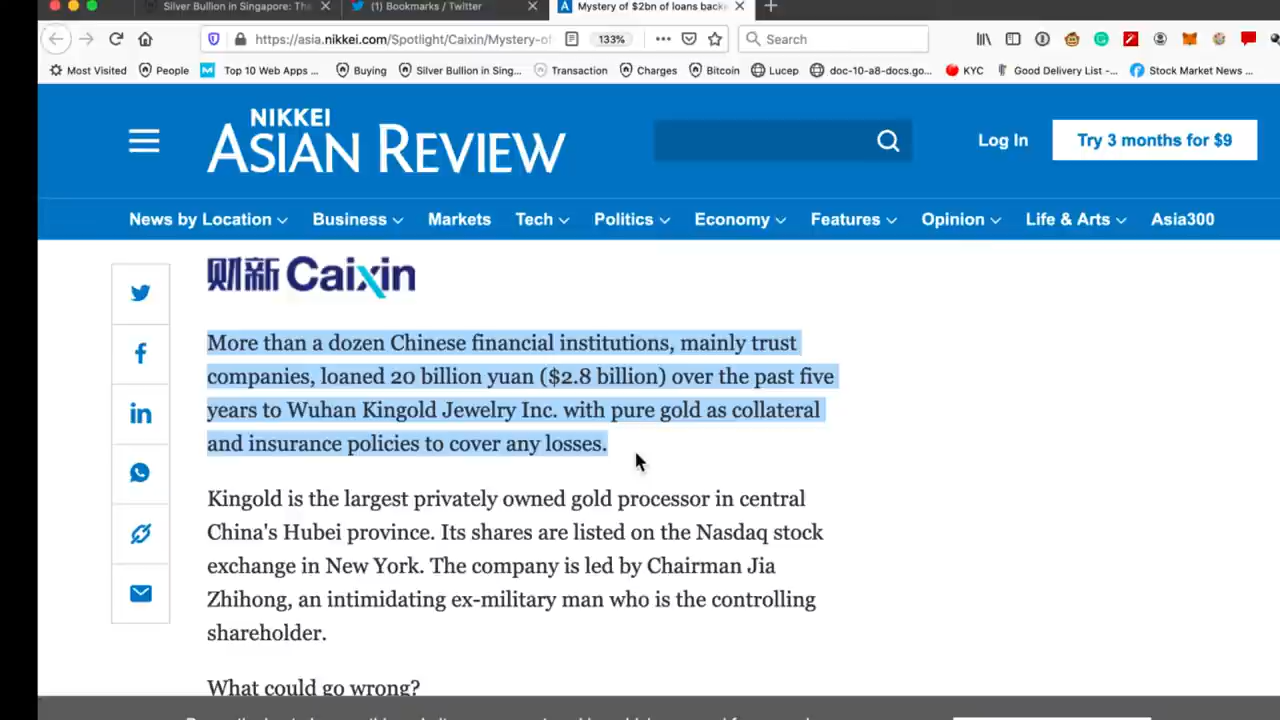 Silver Bullion in Singapore: Th
(1) Bookmarks / Twitter
Mystery of $2bn of loans back
https://asia.nikkei.com/Spotlight/Caixin/Mystery-of
133%
Search
Most Visited
People
Top 10 Web Apps ...
Buying
Silver Bullion in Sing...
Transaction
Charges
Bitcoin
Lucep
doc-10-a8-docs.go...
KYC
Good Delivery List -...
Stock Market News ...
NIKKEI
ASIAN REVIEW
Log In
Try 3 months for $9
News by Location
Business
Markets
Tech
Politics
Economy
Features
Opinion
Life & Arts
Asia300
财新 Caixin
More than a dozen Chinese financial institutions, mainly trust
companies, loaned 20 billion yuan ($2.8 billion) over the past five
years to Wuhan Kingold Jewelry Inc. with pure gold as collateral
and insurance policies to cover any losses.
Kingold is the largest privately owned gold processor in central
China's Hubei province. Its shares are listed on the Nasdaq stock
exchange in New York. The company is led by Chairman Jia
Zhihong, an intimidating ex-military man who is the controlling
shareholder.
What could go wrong?